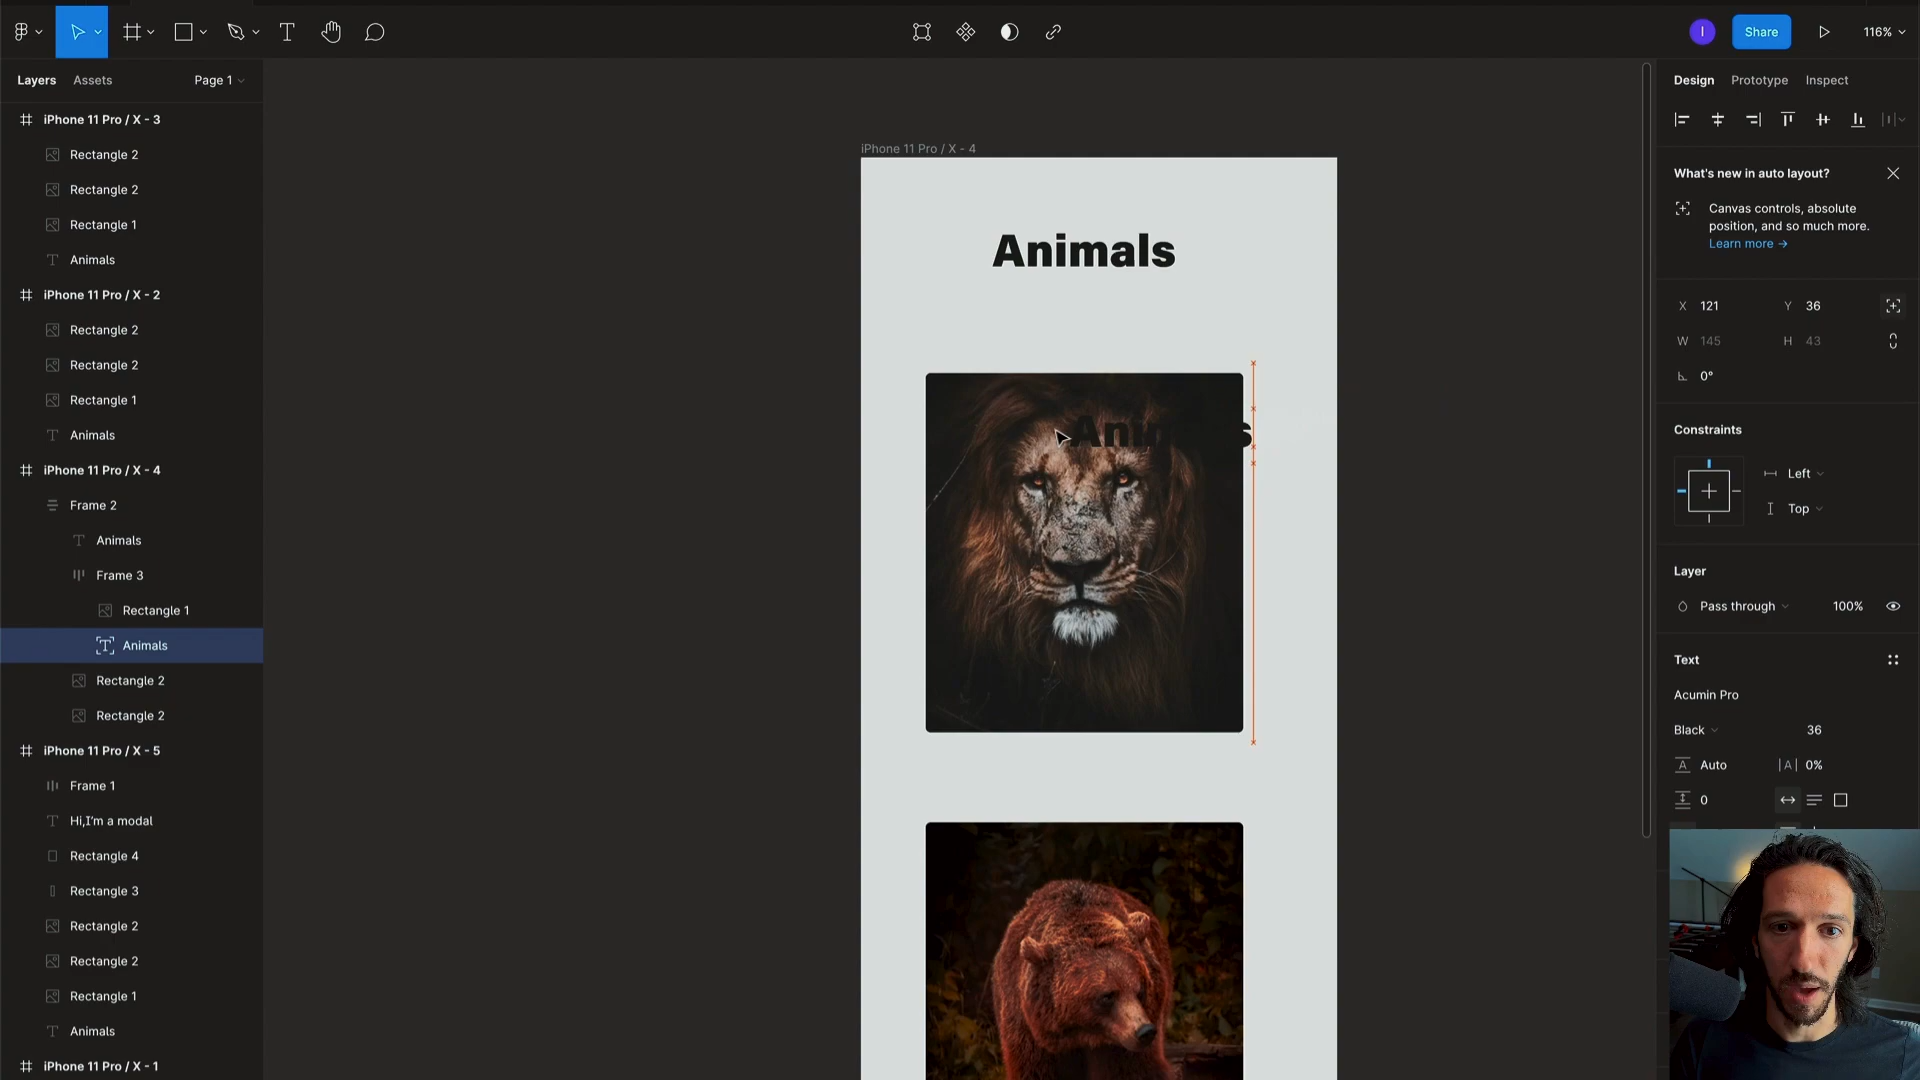 I
Share
116%
Layers
Assets
Page 1
iPhone 11 Pro / X - 3
Rectangle 2
Rectangle 2
Rectangle 1
Animals
iPhone 11 Pro / X - 2
Rectangle 2
Rectangle 2
Rectangle 1
Animals
iPhone 11 Pro / X - 4
Frame 2
Animals
Frame 3
Rectangle 1
Animals
Rectangle 2
Rectangle 2
iPhone 11 Pro / X - 5
Frame 1
Hi,I'm a modal
Rectangle 4
Rectangle 3
Rectangle 2
Rectangle 2
Rectangle 1
Animals
iPhone 11 Pro / X - 1
iPhone 11 Pro / X - 4
Animals
Animals
Design
Prototype
Inspect
What's new in auto layout?
Canvas controls, absolute
position, and so much more.
Learn more →
X 121
Y 36
W 145
H 43
0°
Constraints
Left
Top
Layer
Pass through
100%
Text
Acumin Pro
Black
36
A Auto
|A| 0%
0